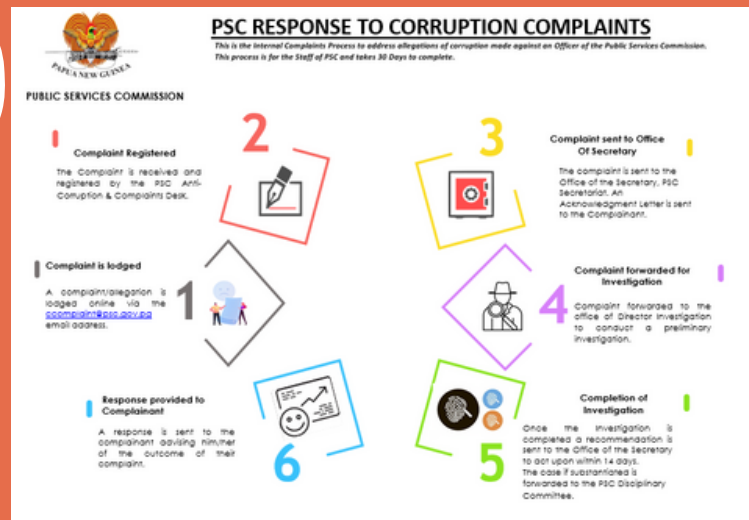 PSC RESPONSE TO CORRUPTION COMPLAINTS
This is the Internal Complaints Process to address allegations of corruption made against an Officer of the Public Services Commission.
This process is for the Staff of PSC and takes 30 Days to complete.
PAPUA NEW GUINEA
PUBLIC SERVICES COMMISSION
1
Complaint is lodged
A complaint/allegation is
lodged online via the
ccomplaint@psc.gov.pg
email address.
2
Complaint Registered
The Complaint is received and
registered by the PSC Anti-
Corruption & Complaints Desk.
3
Complaint sent to Office
Of Secretary
The complaint is sent to the
Office of the Secretary, PSC
Secretariat. An
Acknowledgment Letter is sent
to the Complainant.
4
Complaint forwarded for
Investigation
Complaint forwarded to the
office of Director Investigation
to conduct a preliminary
investigation.
5
Completion of
Investigation
Once the Investigation is
completed a recommendation is
sent to the Office of the Secretary
to act upon within 14 days.
The case if substantiated is
forwarded to the PSC Disciplinary
Committee.
6
Response provided to
Complainant
A response is sent to the
complainant advising him/her
of the outcome of their
complaint.